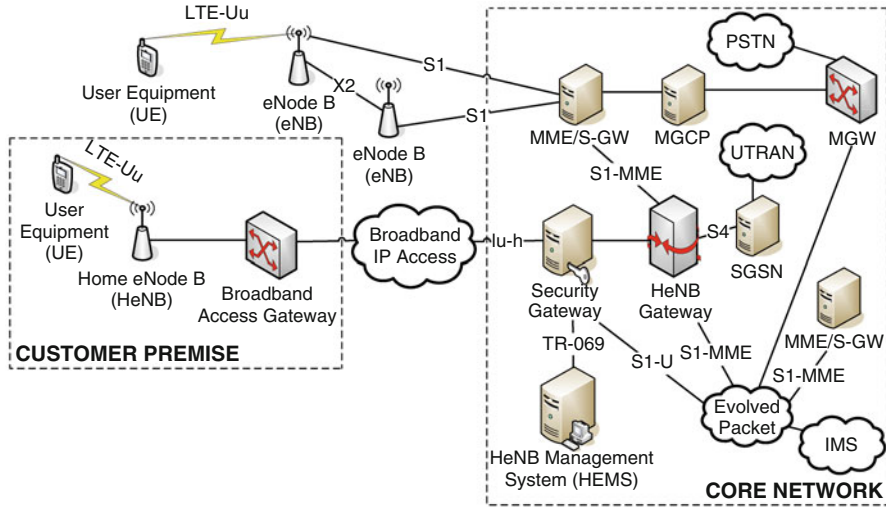 LTE-Uu
User Equipment
(UE)
eNode B
(eNB)
X2
eNode B
(eNB)
S1
S1
MME/S-GW
MGCP
PSTN
MGW
S1-MME
UTRAN
S4
SGSN
LTE-Uu
User
Equipment
(UE)
Home eNode B
(HeNB)
Broadband
Access Gateway
CUSTOMER PREMISE
Broadband
IP Access
Iu-h
Security
Gateway
HeNB
Gateway
TR-069
S1-U
S1-MME
MME/S-GW
S1-MME
Evolved
Packet
IMS
HeNB Management
System (HEMS)
CORE NETWORK